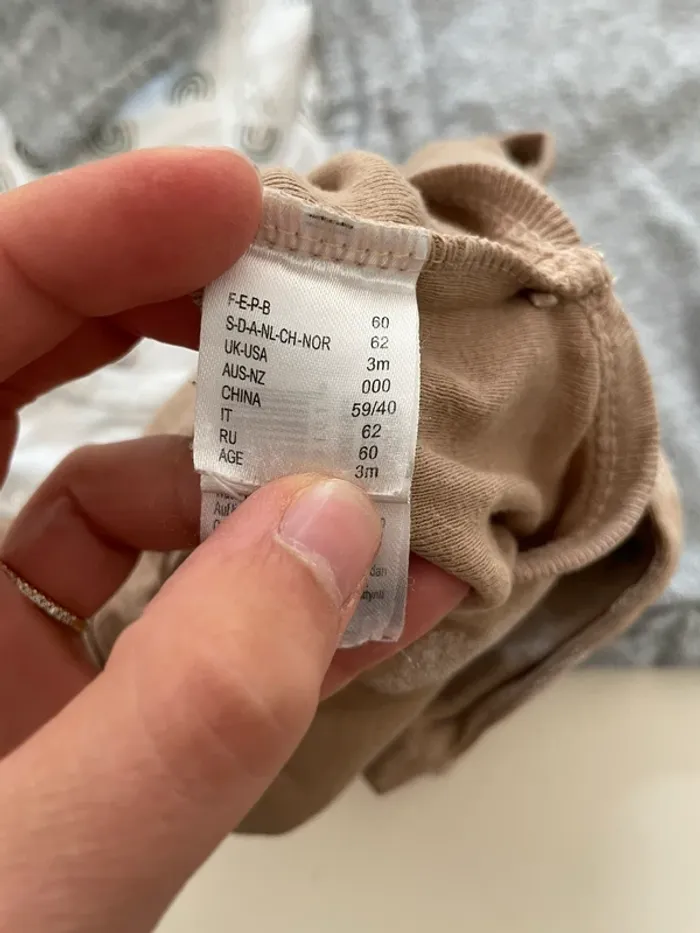 F-E-P-B 60
S-D-A-NL-CH-NOR 62
UK-USA 3m
AUS-NZ 000
CHINA 59/40
IT 62
RU 60
AGE 3m